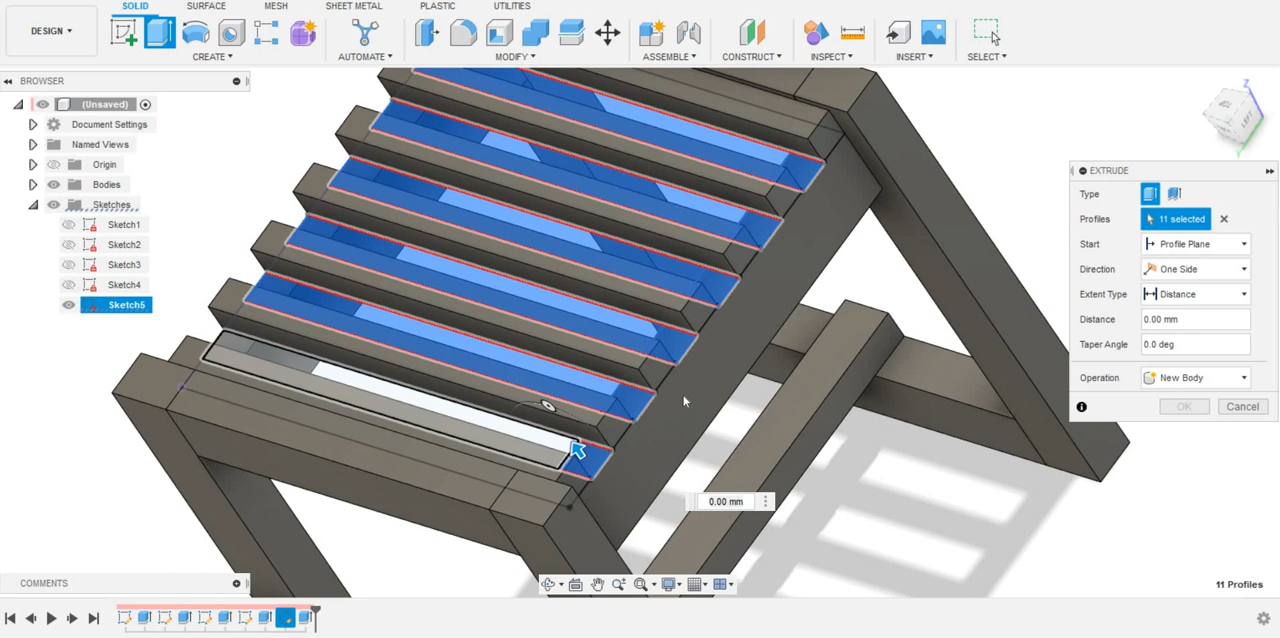 SOLID SURFACE MESH SHEET METAL PLASTIC UTILITIES
DESIGN
CREATE AUTOMATE MODIFY ASSEMBLE CONSTRUCT INSPECT INSERT SELECT
BROWSER
(Unsaved)
Document Settings
Named Views
Origin
Bodies
Sketches
Sketch1
Sketch2
Sketch3
Sketch4
Sketch5
Z
LEFT
EXTRUDE
Type
Profiles 11 selected
Start Profile Plane
Direction One Side
Extent Type Distance
Distance 0.00 mm
Taper Angle 0.0 deg
Operation New Body
OK Cancel
0.00 mm
COMMENTS
11 Profiles